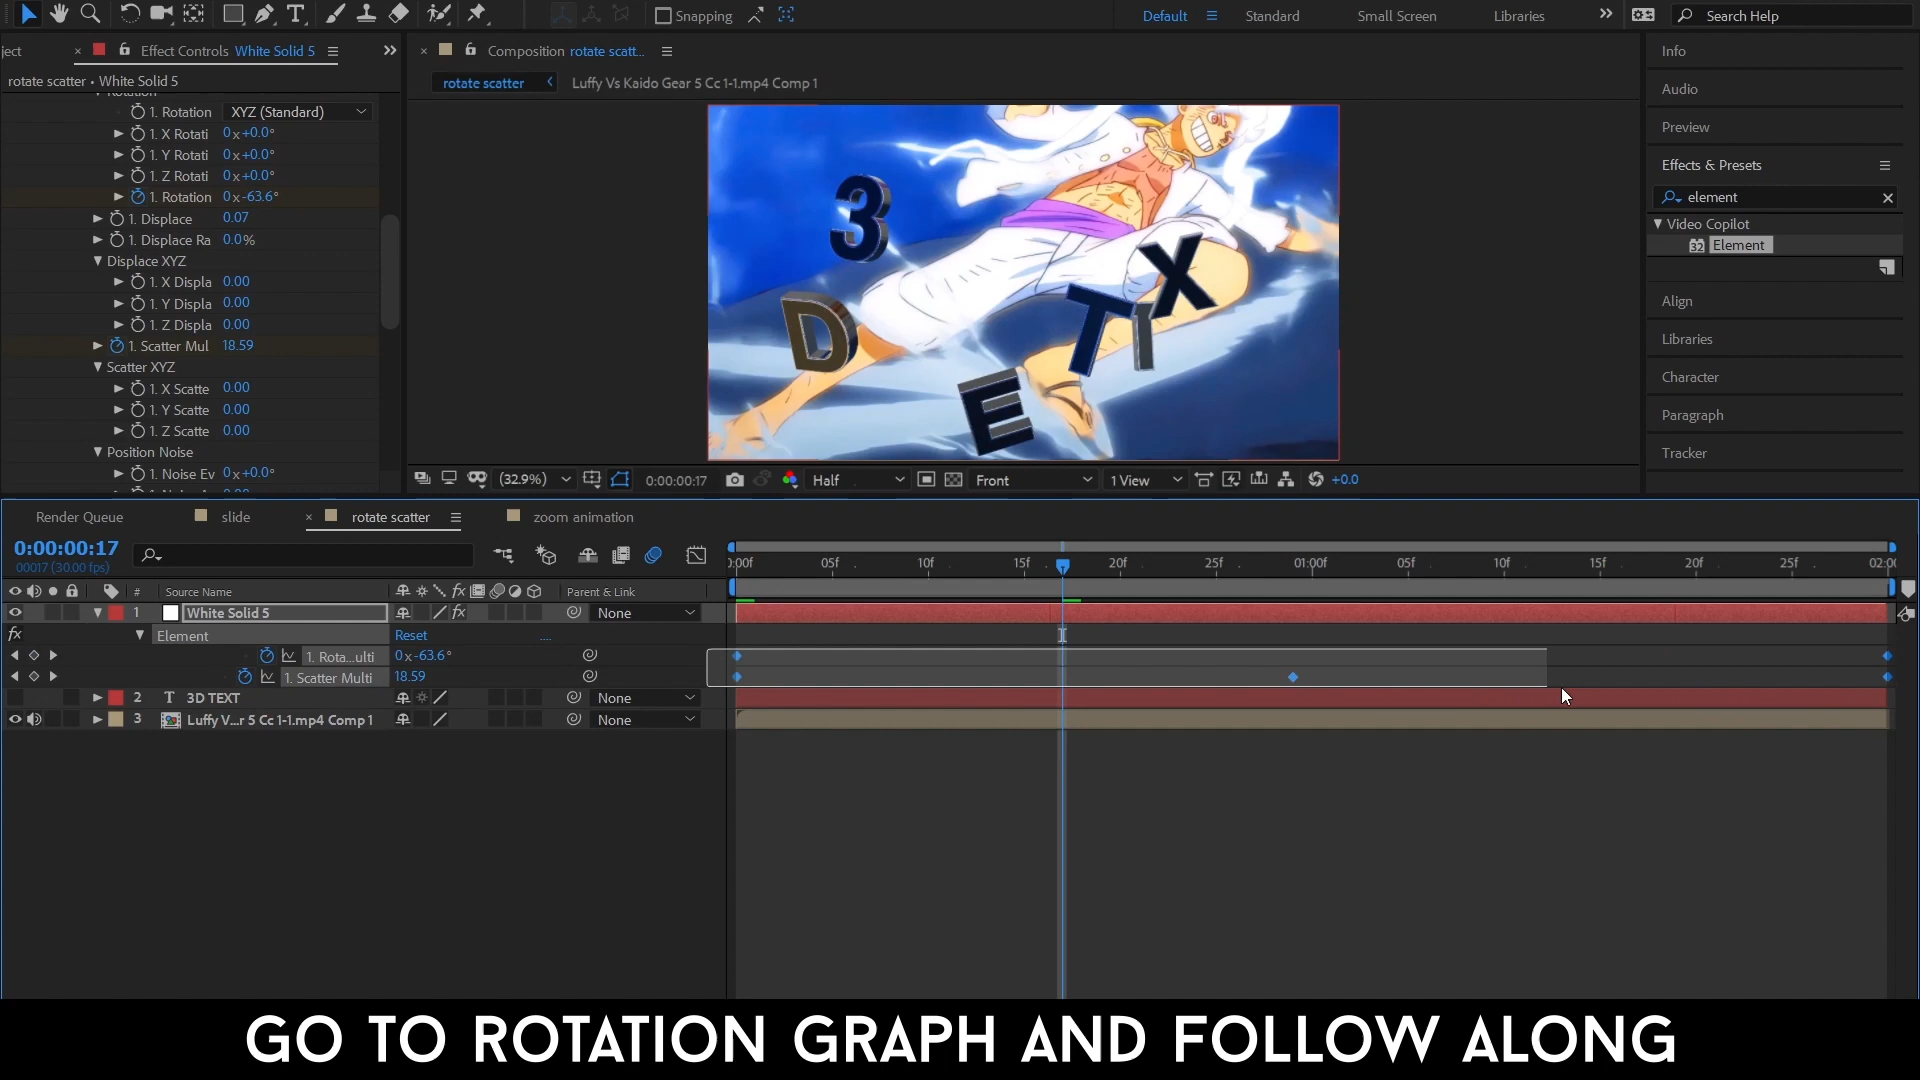 Snapping
Default
Standard
Small Screen
Libraries
Search Help
ject
Effect Controls White Solid 5
rotate scatter • White Solid 5
1. Rotation XYZ (Standard)
1. X Rotati 0x+0.0°
1. Y Rotati 0x+0.0°
1. Z Rotati 0x+0.0°
1. Rotation 0x-63.6°
1. Displace 0.07
1. Displace Ra 0.0%
Displace XYZ
1. X Displa 0.00
1. Y Displa 0.00
1. Z Displa 0.00
1. Scatter Mul 18.59
Scatter XYZ
1. X Scatte 0.00
1. Y Scatte 0.00
1. Z Scatte 0.00
Position Noise
1. Noise Ev 0x+0.0°
Composition rotate scatt...
rotate scatter
Luffy Vs Kaido Gear 5 Cc 1-1.mp4 Comp 1
3
D
TEXT
(32.9%)
0:00:00:17
Half
Front
1 View
+0.0
Info
Audio
Preview
Effects & Presets
element
Video Copilot
32 Element
Align
Libraries
Character
Paragraph
Tracker
Render Queue
slide
rotate scatter
zoom animation
0:00:00:17
00017 (30.00 fps)
0:00f 05f 10f 15f 20f 25f 01:00f 05f 10f 15f 20f 25f 02:00
# Source Name fx Parent & Link
1 White Solid 5 fx None
fx Element Reset ....
1. Rota...ulti 0x-63.6°
1. Scatter Multi 18.59
2 T 3D TEXT None
3 Luffy V...r 5 Cc 1-1.mp4 Comp 1 None
GO TO ROTATION GRAPH AND FOLLOW ALONG